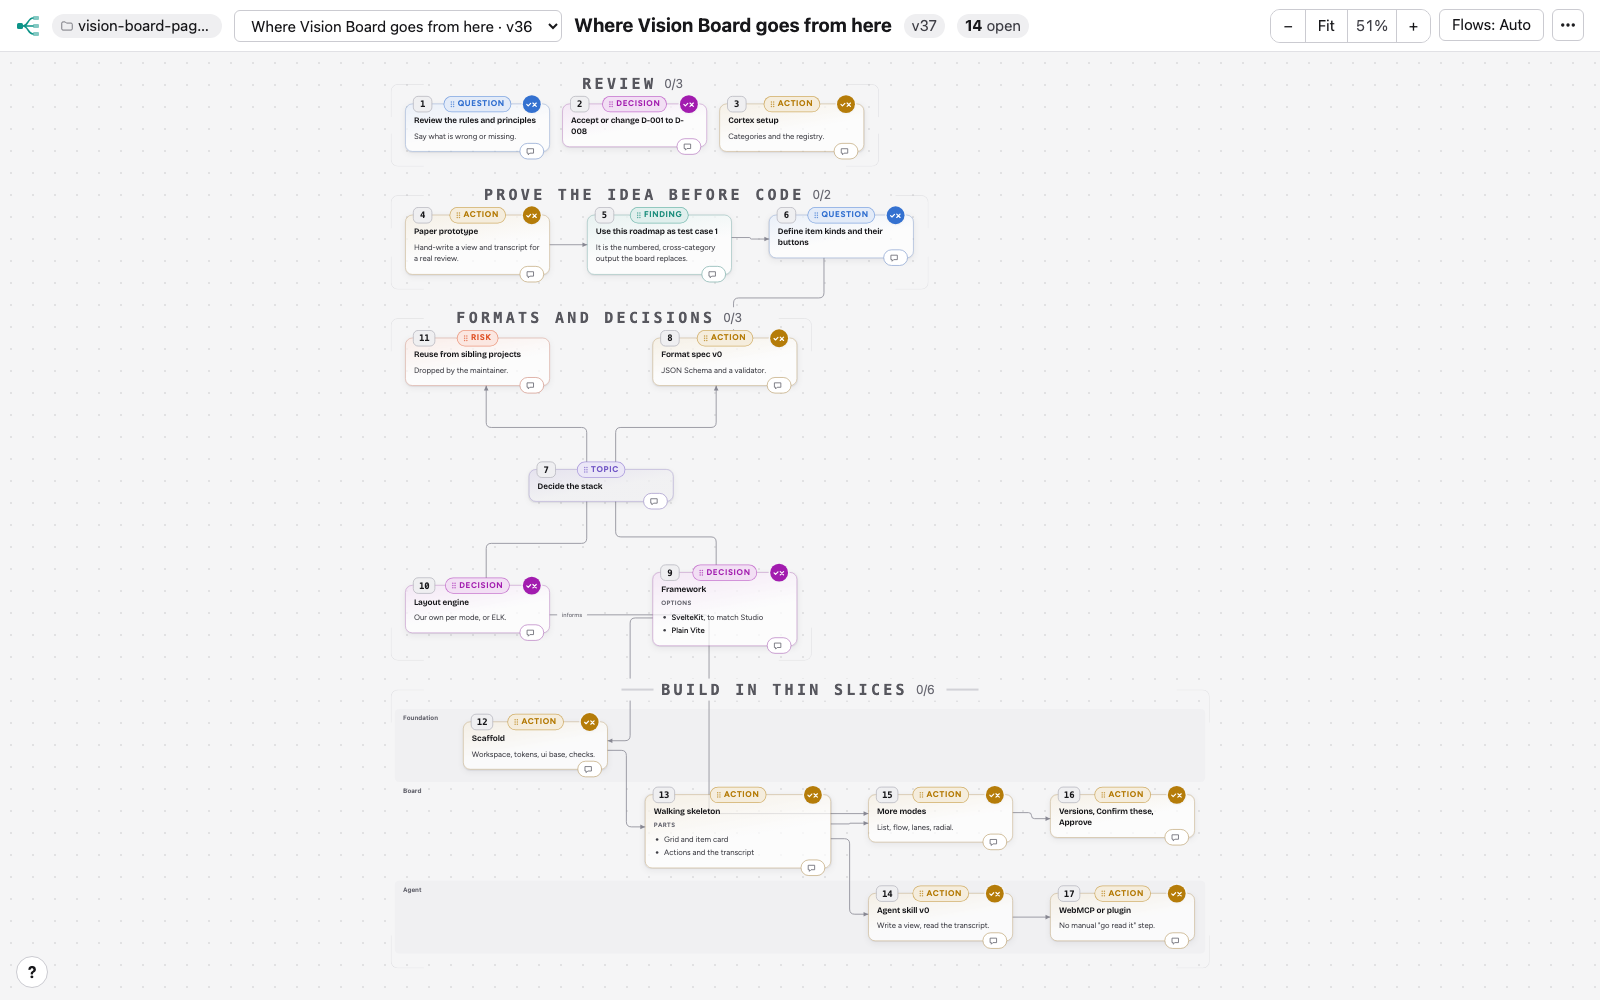 vision-board-pag...
Where Vision Board goes from here · v36
Where Vision Board goes from here
v37
14 open
−
Fit
51%
+
Flows: Auto
REVIEW 0/3
1
QUESTION
Review the rules and principles
Say what is wrong or missing.
2
DECISION
Accept or change D-001 to D-
008
3
ACTION
Cortex setup
Categories and the registry.
PROVE THE IDEA BEFORE CODE 0/2
4
ACTION
Paper prototype
Hand-write a view and transcript for
a real review.
5
FINDING
Use this roadmap as test case 1
It is the numbered, cross-category
output the board replaces.
6
QUESTION
Define item kinds and their
buttons
FORMATS AND DECISIONS 0/3
11
RISK
Reuse from sibling projects
Dropped by the maintainer.
8
ACTION
Format spec v0
JSON Schema and a validator.
7
TOPIC
Decide the stack
10
DECISION
Layout engine
Our own per mode, or ELK.
informs
9
DECISION
Framework
OPTIONS
• SvelteKit, to match Studio
• Plain Vite
BUILD IN THIN SLICES 0/6
Foundation
12
ACTION
Scaffold
Workspace, tokens, ui base, checks.
Board
13
ACTION
Walking skeleton
PARTS
• Grid and item card
• Actions and the transcript
15
ACTION
More modes
List, flow, lanes, radial.
16
ACTION
Versions, Confirm these,
Approve
Agent
14
ACTION
Agent skill v0
Write a view, read the transcript.
17
ACTION
WebMCP or plugin
No manual "go read it" step.
?